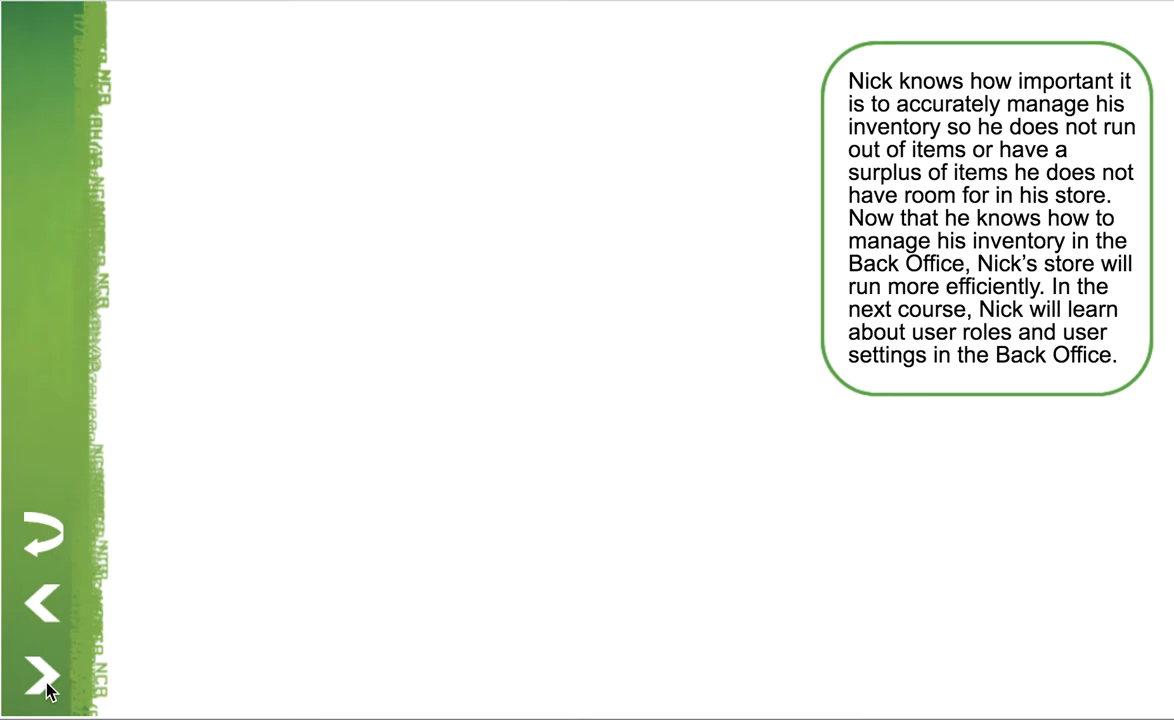 Nick knows how important it
is to accurately manage his
inventory so he does not run
out of items or have a
surplus of items he does not
have room for in his store.
Now that he knows how to
manage his inventory in the
Back Office, Nick’s store will
run more efficiently. In the
next course, Nick will learn
about user roles and user
settings in the Back Office.